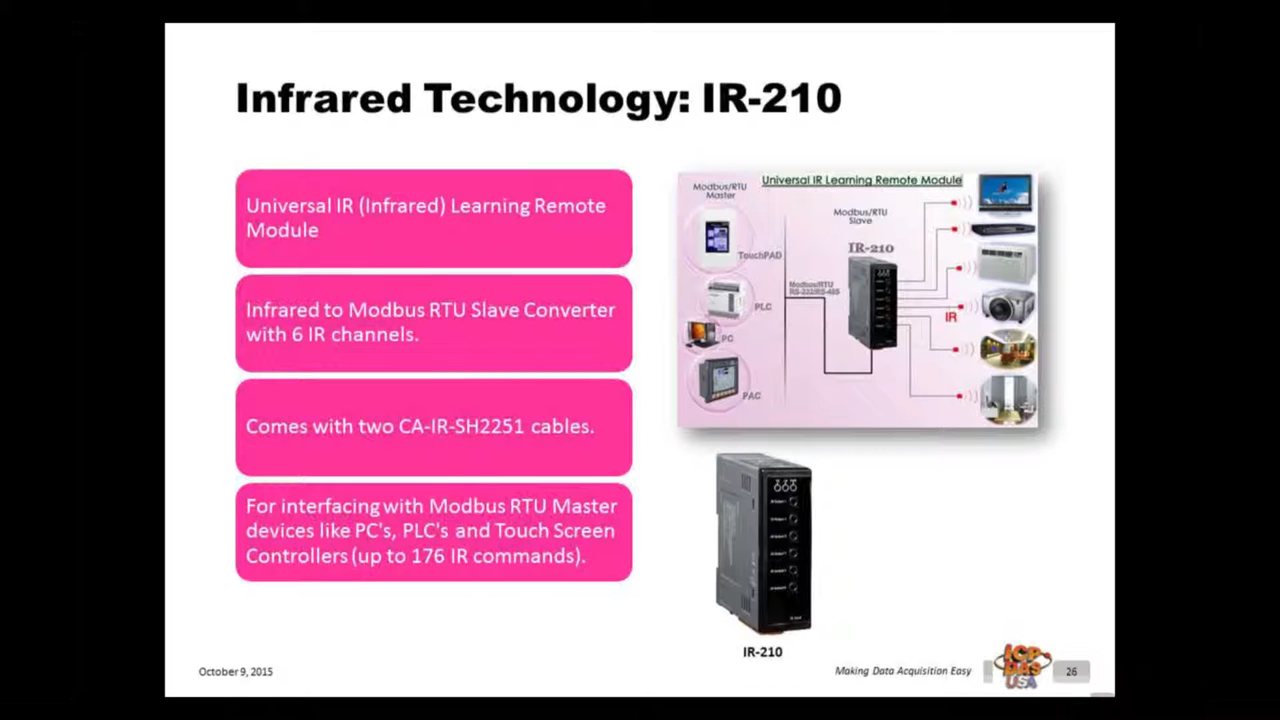 Infrared Technology: IR-210
Universal IR (Infrared) Learning Remote
Module
Infrared to Modbus RTU Slave Converter
with 6 IR channels.
Comes with two CA-IR-SH2251 cables.
For interfacing with Modbus RTU Master
devices like PC's, PLC's and Touch Screen
Controllers (up to 176 IR commands).
Universal IR Learning Remote Module
Modbus/RTU
Master
Modbus/RTU
Slave
IR-210
TouchPAD
Modbus/RTU
RS-232/RS-485
PLC
IR
PC
PAC
IR-210
October 9, 2015
Making Data Acquisition Easy
ICP
DAS
USA
26